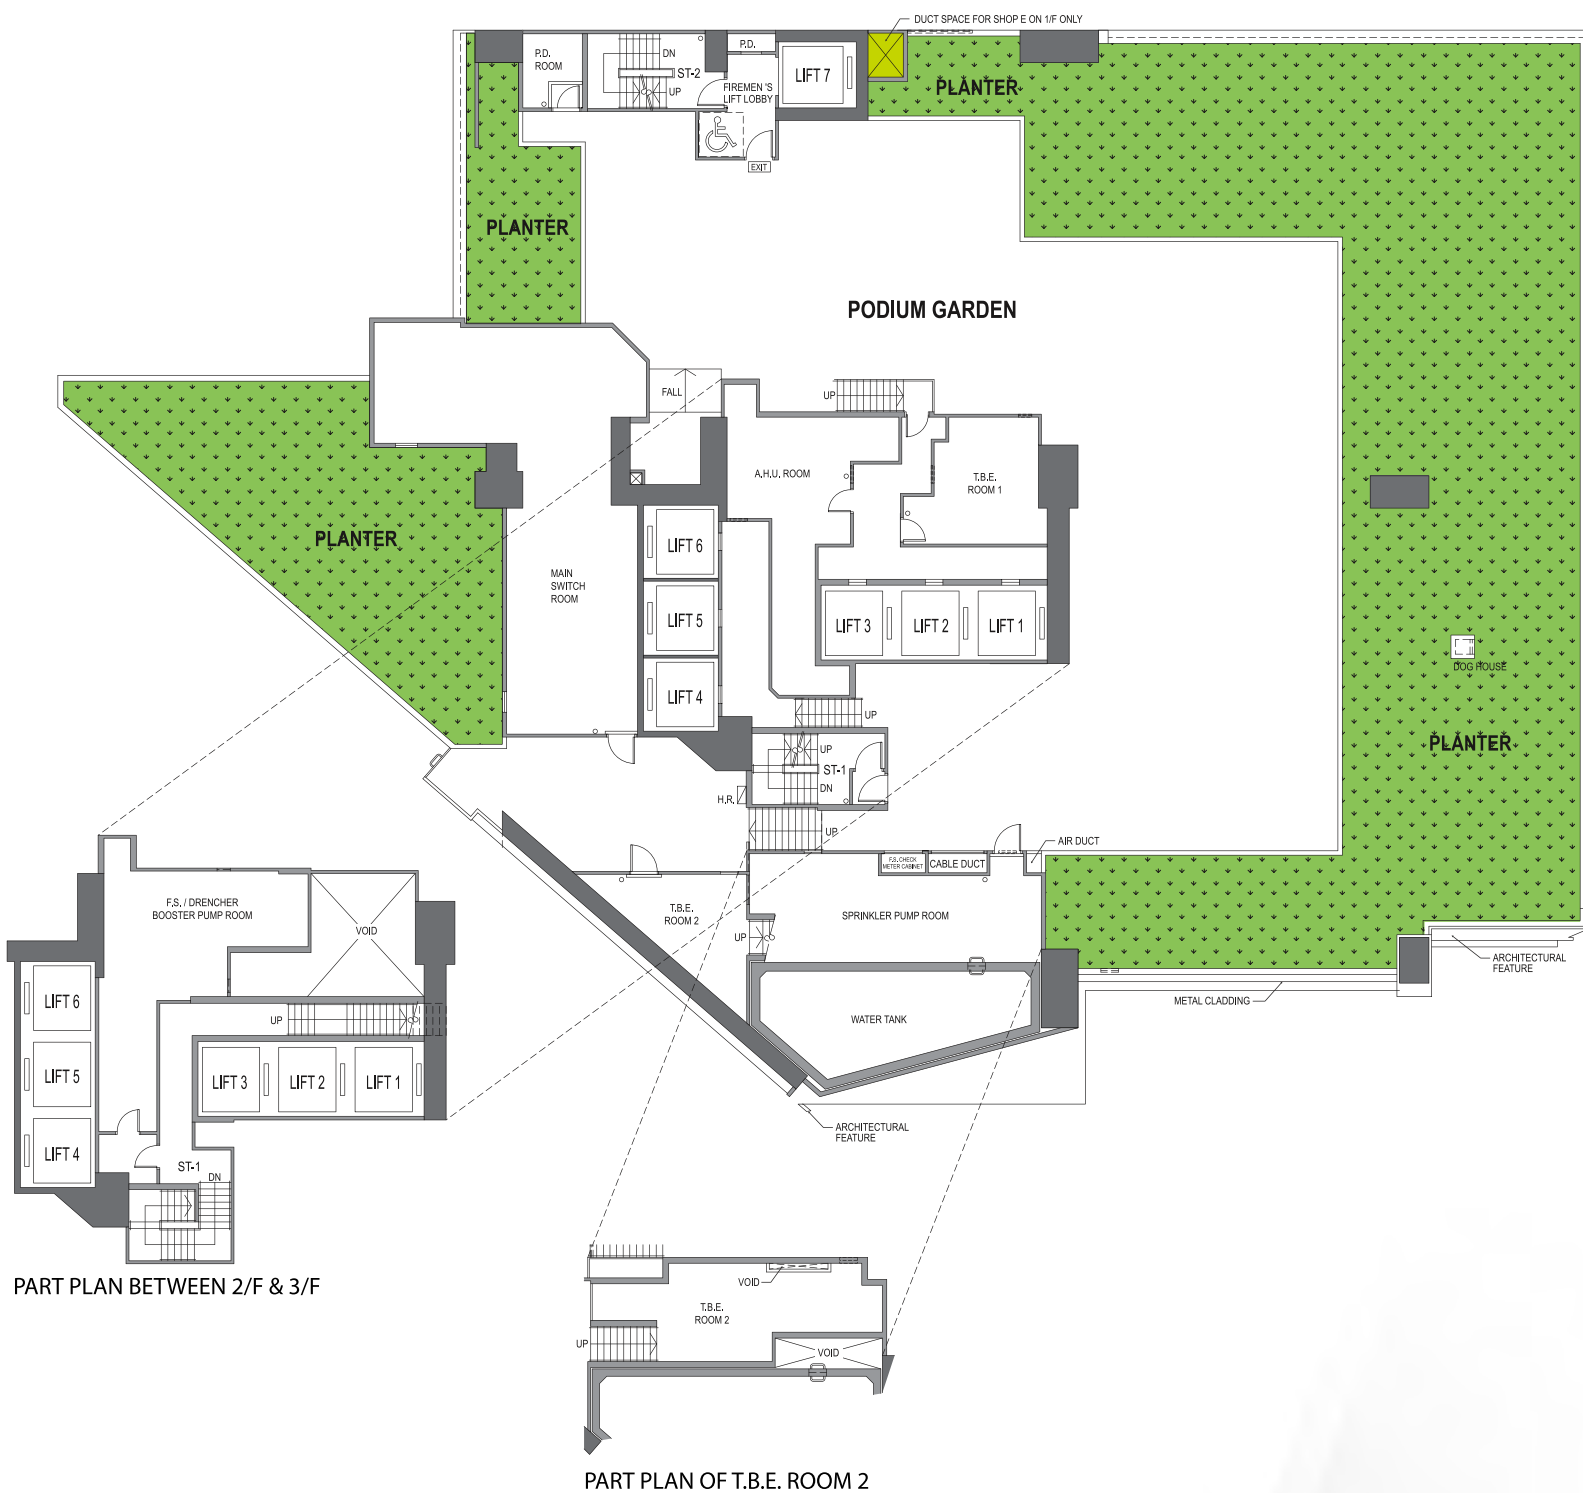 DUCT SPACE FOR SHOP E ON 1/F ONLY
P.D.
ROOM
DN
ST-2
UP
P.D.
FIREMEN 'S
LIFT LOBBY
LIFT 7
EXIT
PLANTER
PLANTER
PODIUM GARDEN
FALL
UP
A.H.U. ROOM
T.B.E.
ROOM 1
PLANTER
MAIN
SWITCH
ROOM
LIFT 6
LIFT 5
LIFT 4
LIFT 3
LIFT 2
LIFT 1
DOG HOUSE
PLANTER
UP
UP
ST-1
DN
H.R.
UP
AIR DUCT
F.S. CHECK
METER CABINET
CABLE DUCT
T.B.E.
ROOM 2
SPRINKLER PUMP ROOM
UP
WATER TANK
ARCHITECTURAL
FEATURE
METAL CLADDING
ARCHITECTURAL
FEATURE
F.S. / DRENCHER
BOOSTER PUMP ROOM
VOID
LIFT 6
UP
LIFT 5
LIFT 3
LIFT 2
LIFT 1
LIFT 4
ST-1
DN
PART PLAN BETWEEN 2/F & 3/F
VOID
T.B.E.
ROOM 2
UP
VOID
PART PLAN OF T.B.E. ROOM 2